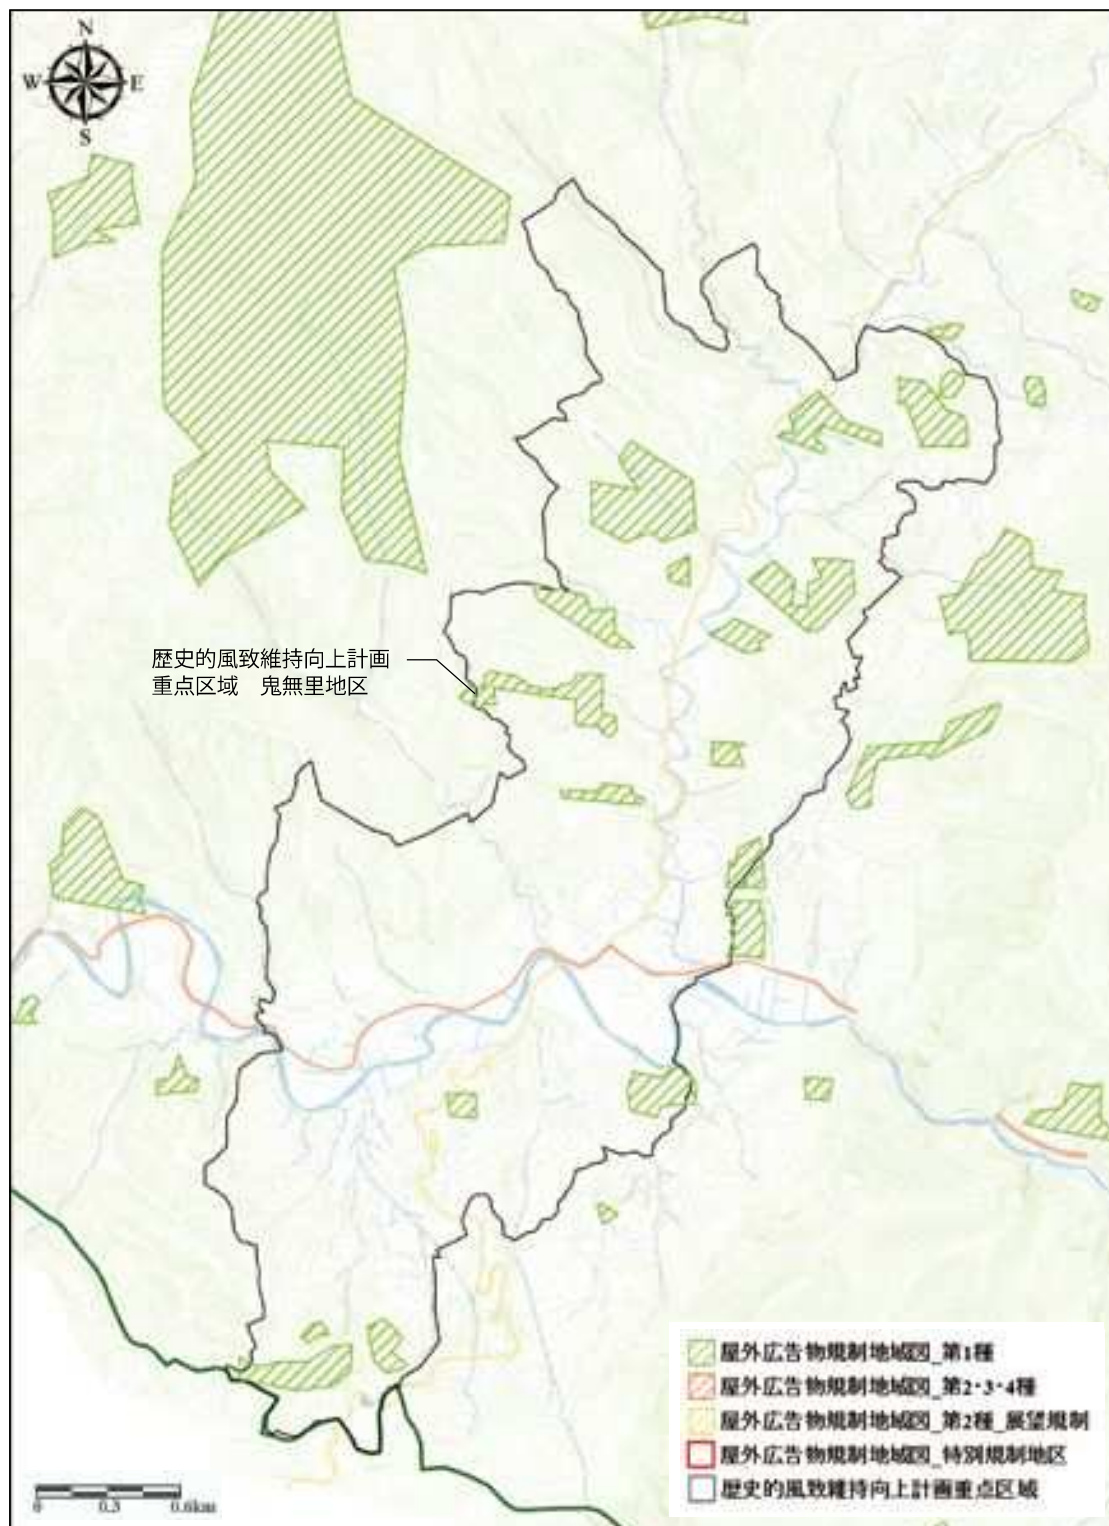 N
W E
S
歴史的風致維持向上計画
重点区域　鬼無里地区
屋外広告物規制地域図_第1種
屋外広告物規制地域図_第2・3・4種
屋外広告物規制地域図_第2種_展望規制
屋外広告物規制地域図_特別規制地区
歴史的風致維持向上計画重点区域
0 0.3 0.6km